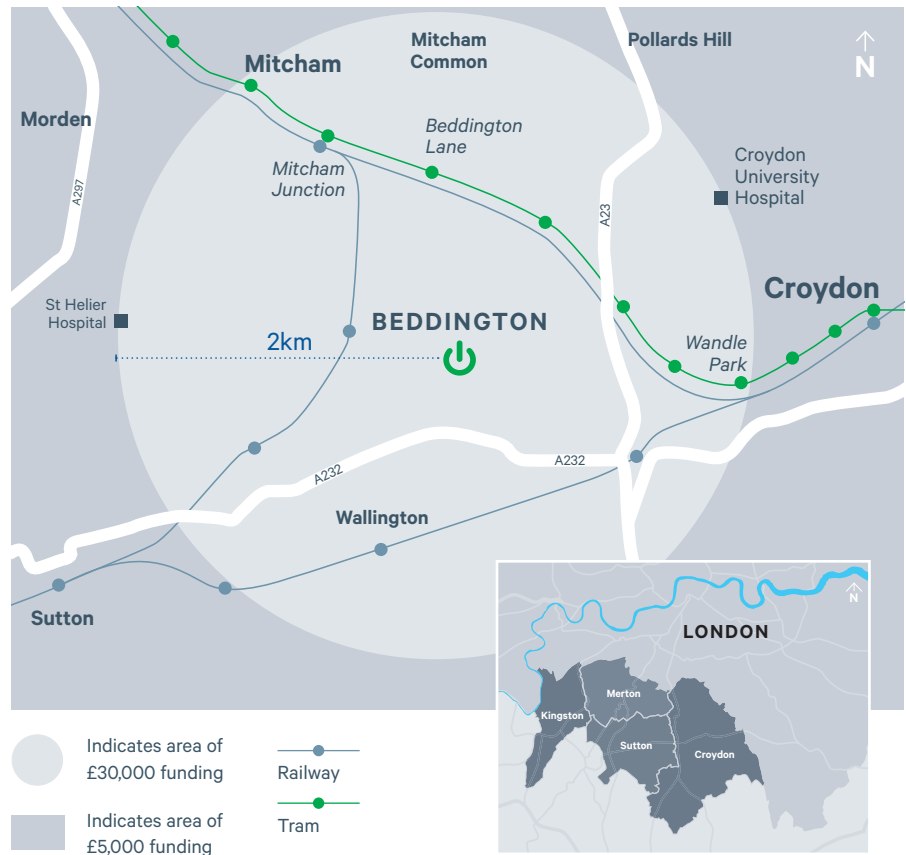 Mitcham
Common
Pollards Hill
N
Mitcham
Morden
Beddington
Lane
Mitcham
Junction
Croydon
University
Hospital
A297
A23
St Helier
Hospital
BEDDINGTON
Croydon
2km
Wandle
Park
A232
A232
Wallington
Sutton
N
LONDON
Merton
Kingston
Sutton
Croydon
Indicates area of
£30,000 funding
Railway
Indicates area of
£5,000 funding
Tram